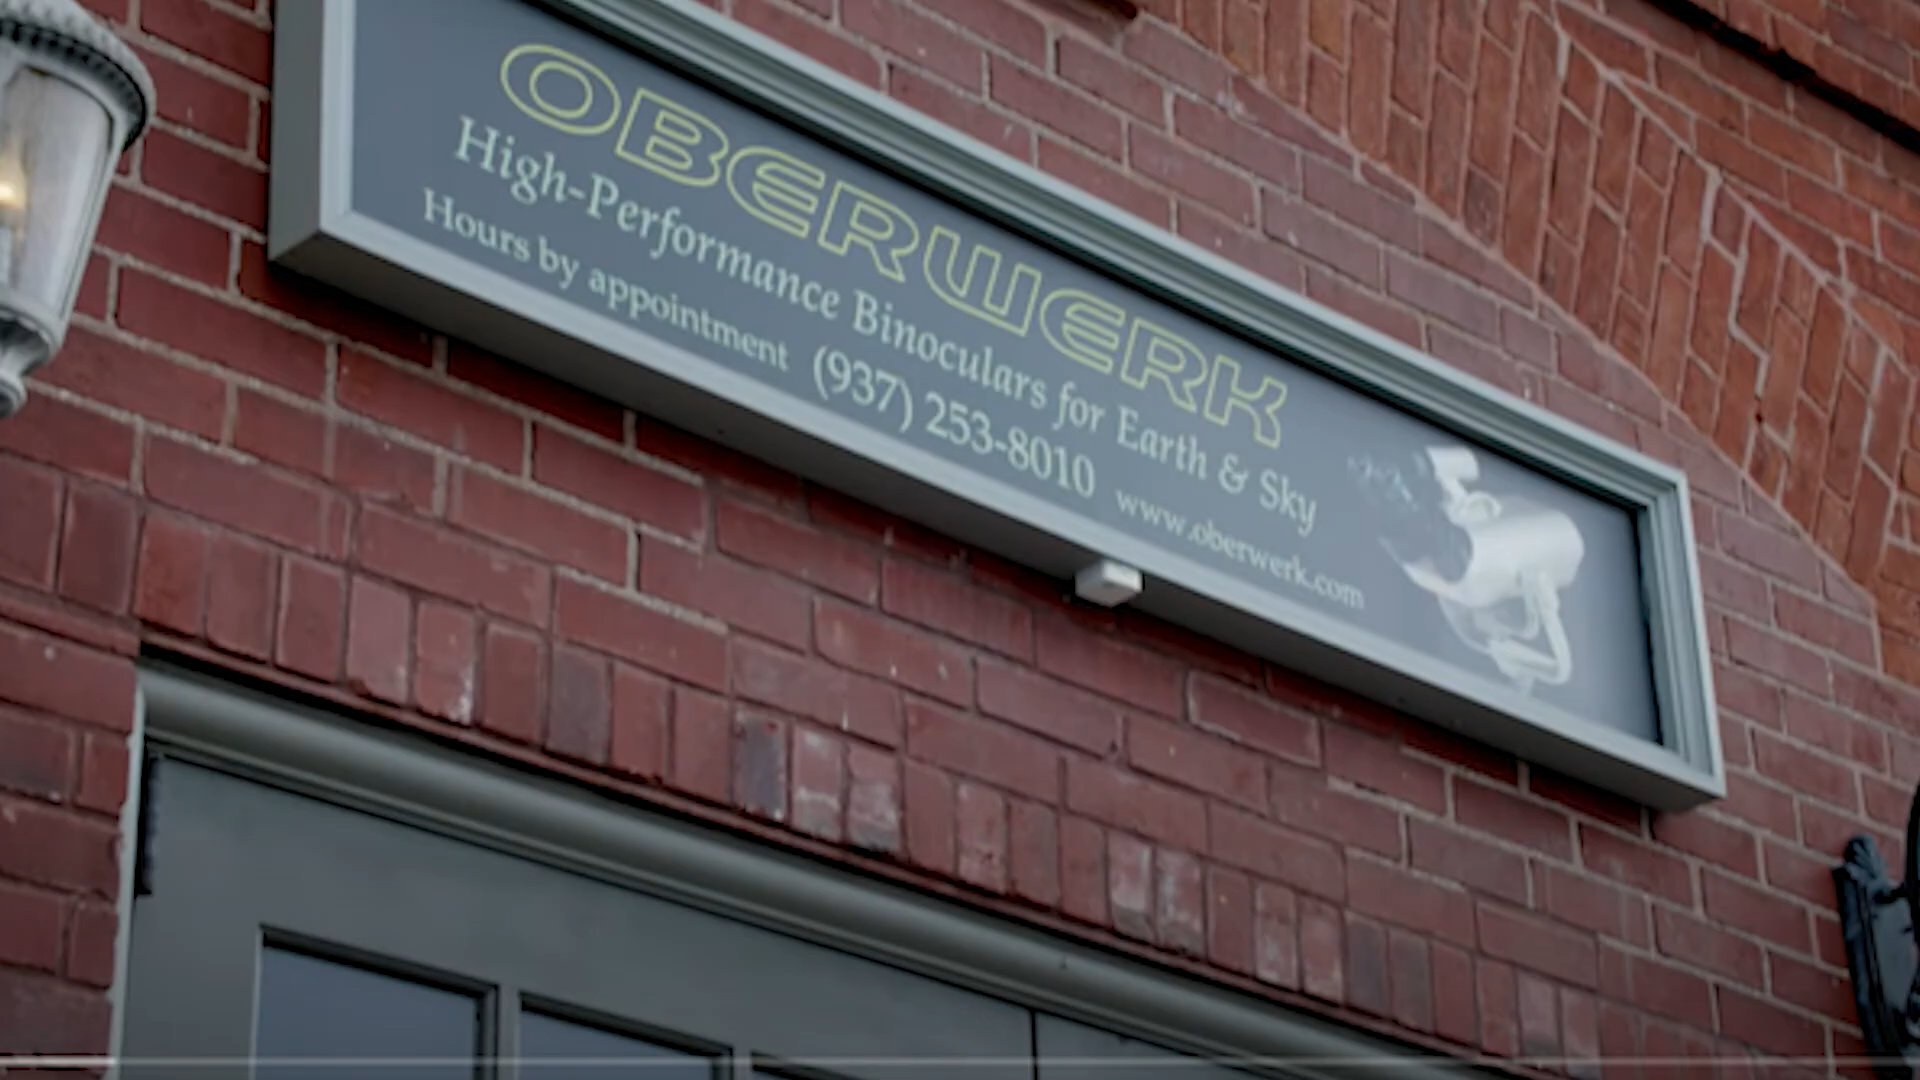 OBERWERK
High-Performance Binoculars for Earth & Sky
Hours by appointment (937) 253-8010 www.oberwerk.com